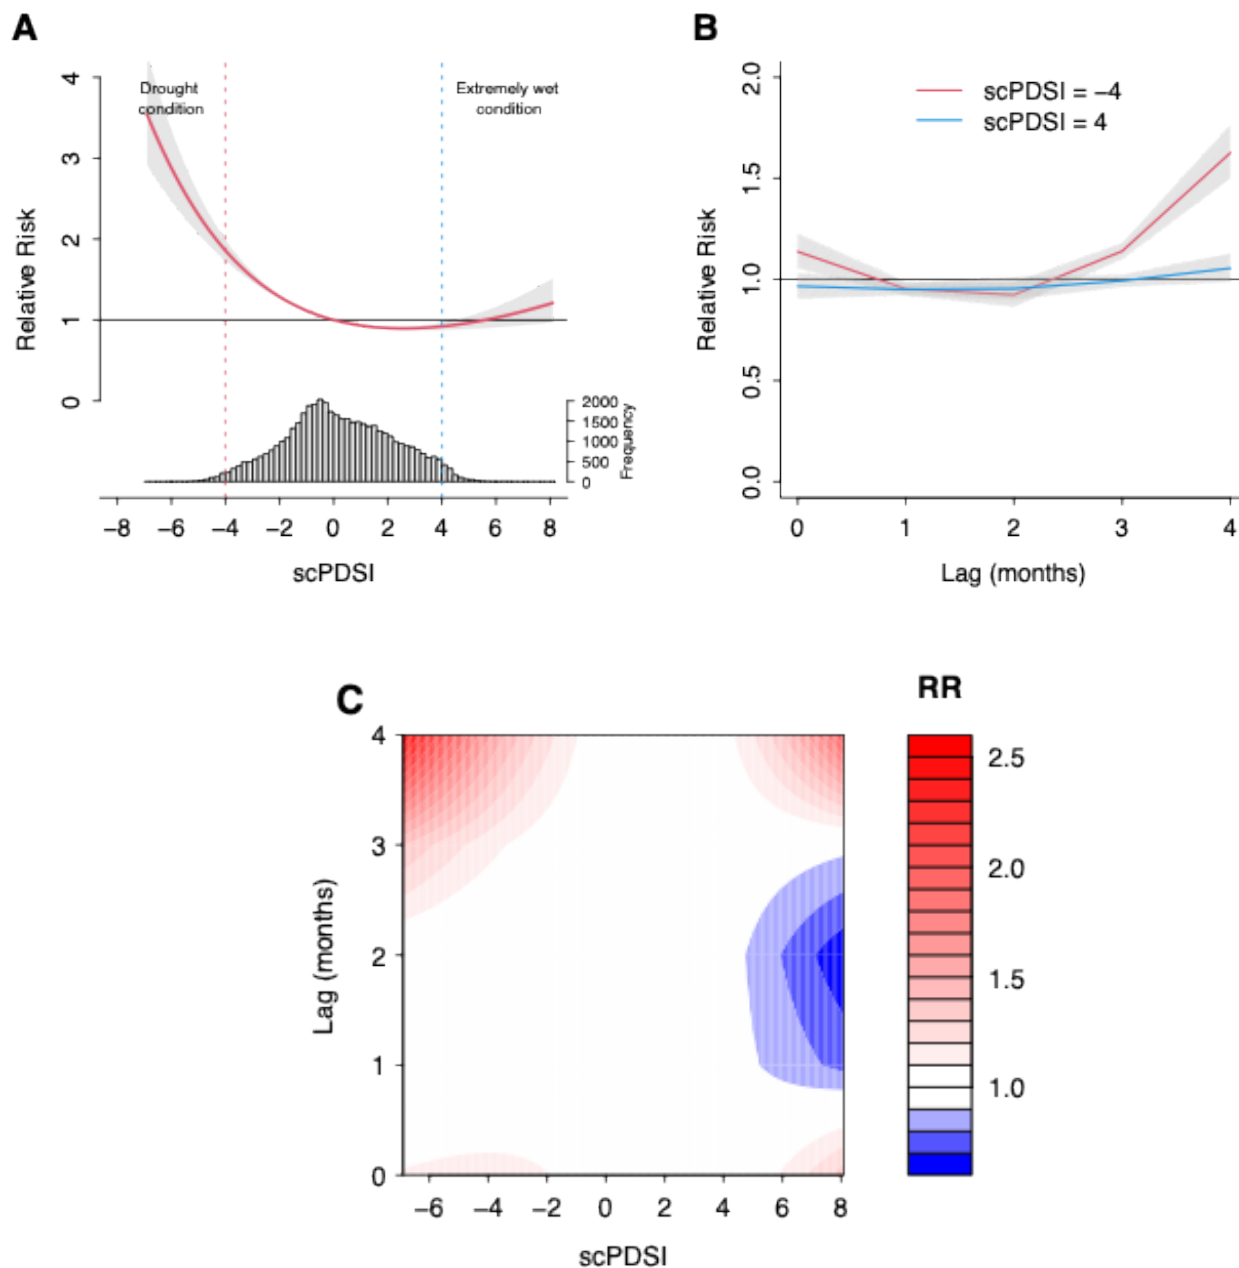 A
4
3
2
1
0
Relative Risk
Drought
condition
Extremely wet
condition
2000
1000
500
0
Frequency
−8 −6 −4 −2 0 2 4 6 8
scPDSI
B
2.0
1.5
1.0
0.5
0.0
Relative Risk
scPDSI = −4
scPDSI = 4
0 1 2 3 4
Lag (months)
C
4
3
2
1
0
Lag (months)
−6 −4 −2 0 2 4 6 8
scPDSI
RR
2.5
2.0
1.5
1.0